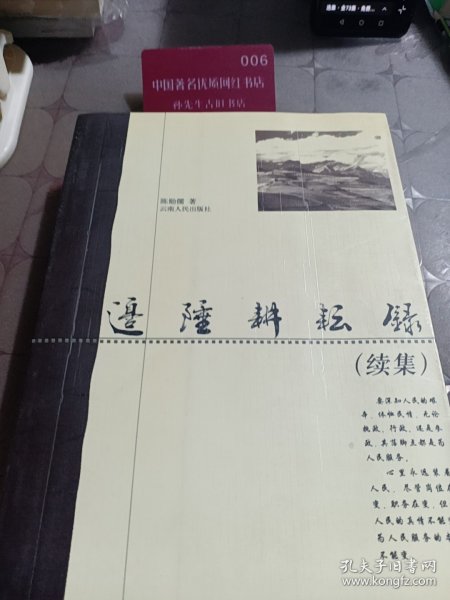 006
中国著名优质网红书店
孙先生古旧书店
陈勋儒 著
云南人民出版社
边陲耕耘录
(续集)
要深知人民的艰
辛、体恤民情，无论
执政、行政、还是参
政，其落脚点都是为
人民服务。
心里永远装着
人民，尽管岗位在
变、职务在变，但
人民的真情不能
为人民服务的
不能变。
孔夫子旧书网
www.kongfz.com